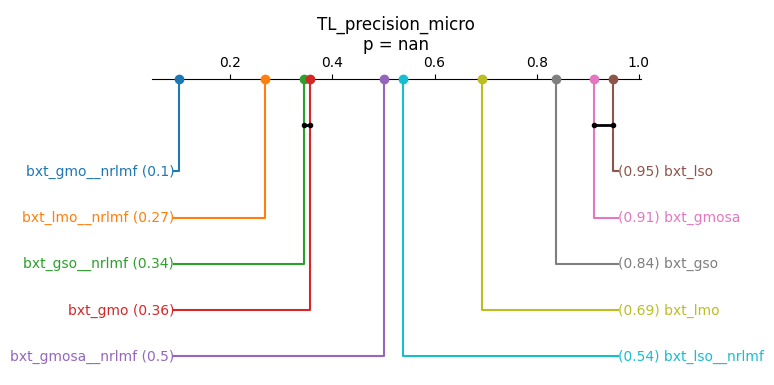 TL_precision_micro
p = nan
0.2 0.4 0.6 0.8 1.0
bxt_gmo__nrlmf (0.1) (0.95) bxt_lso
bxt_lmo__nrlmf (0.27) (0.91) bxt_gmosa
bxt_gso__nrlmf (0.34) (0.84) bxt_gso
bxt_gmo (0.36) (0.69) bxt_lmo
bxt_gmosa__nrlmf (0.5) (0.54) bxt_lso__nrlmf